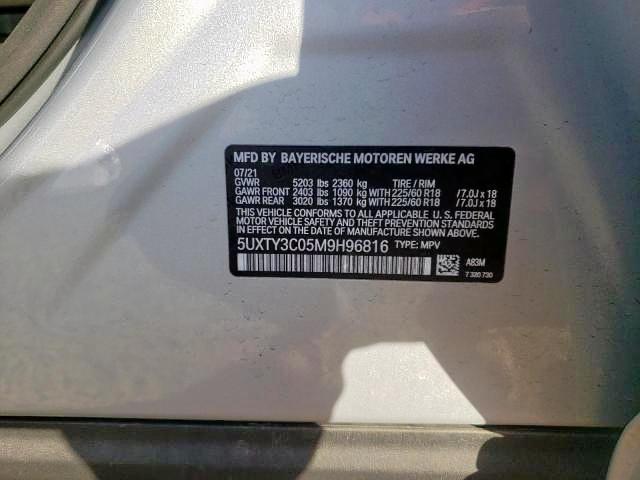 MFD BY BAYERISCHE MOTOREN WERKE AG
07/21
GVWR 5203 lbs 2360 kg TIRE / RIM
GAWR FRONT 2403 lbs 1090 kg WITH 225/60 R18 /7.0J x 18
GAWR REAR 3020 lbs 1370 kg WITH 225/60 R18 /7.0J x 18
THIS VEHICLE CONFORMS TO ALL APPLICABLE U.S. FEDERAL MOTOR
VEHICLE SAFETY, BUMPER, AND THEFT PREVENTION STANDARDS
IN EFFECT ON THE DATE OF MANUFACTURE SHOWN ABOVE.
5UXTY3C05M9H96816 TYPE: MPV
A83M
7 320 730